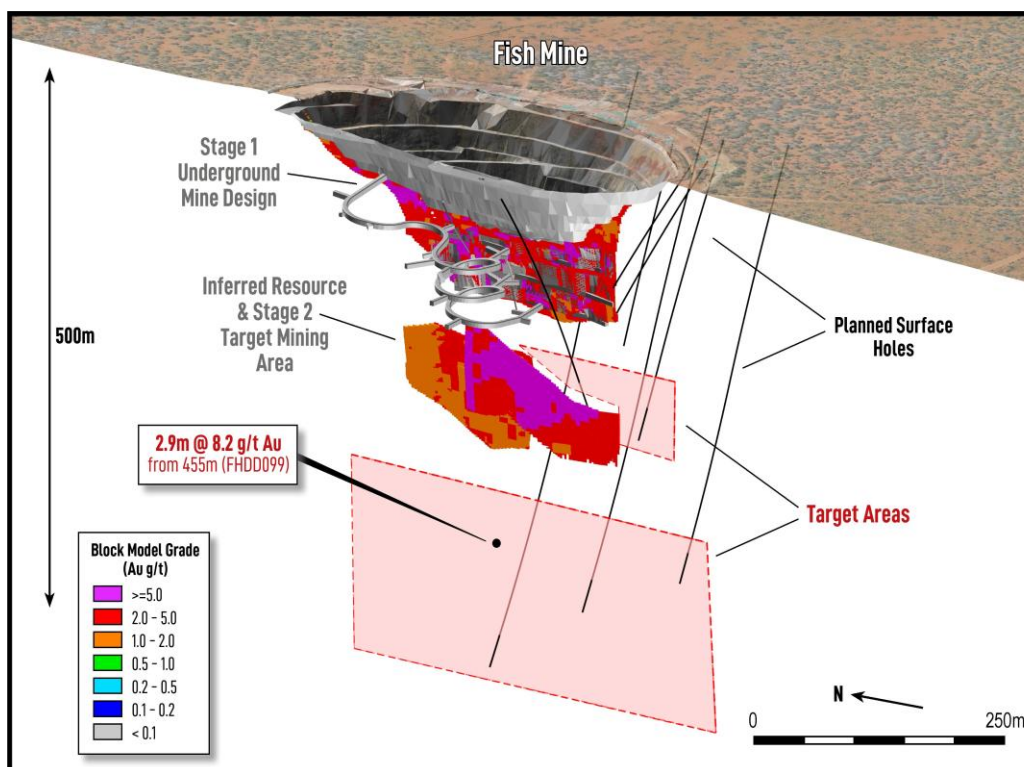 Fish Mine
Stage 1
Underground
Mine Design
Inferred Resource
& Stage 2
Target Mining
Area
500m
Planned Surface
Holes
2.9m @ 8.2 g/t Au
from 455m (FHDD099)
Target Areas
Block Model Grade
(Au g/t)
>=5.0
2.0 - 5.0
1.0 - 2.0
0.5 - 1.0
0.2 - 0.5
0.1 - 0.2
< 0.1
N
0 250m